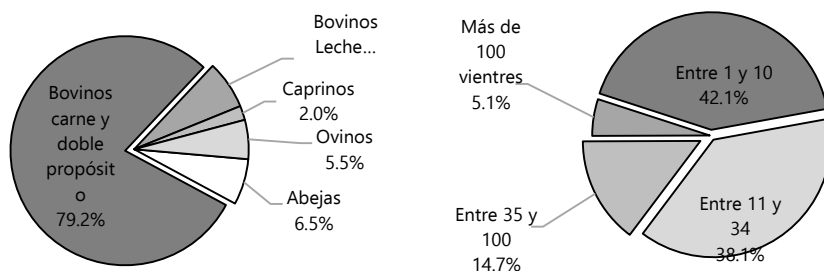 Bovinos
carne y
doble
propósit
o
79.2%
Bovinos
Leche...
Caprinos
2.0%
Ovinos
5.5%
Abejas
6.5%
Más de
100
vientres
5.1%
Entre 1 y 10
42.1%
Entre 11 y
34
38.1%
Entre 35 y
100
14.7%